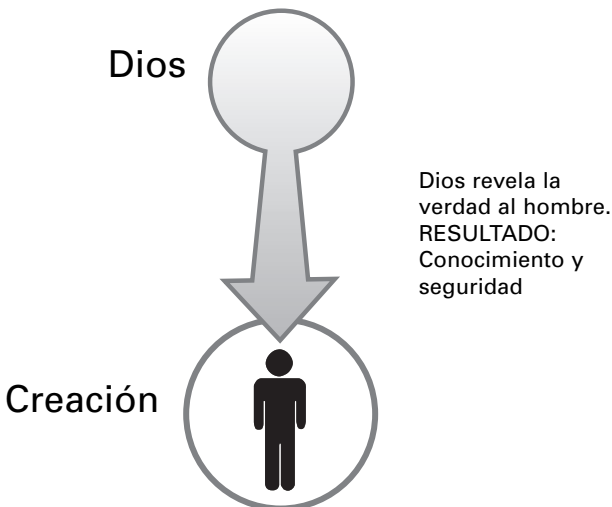 Dios
Dios revela la
verdad al hombre.
RESULTADO:
Conocimiento y
seguridad
Creación